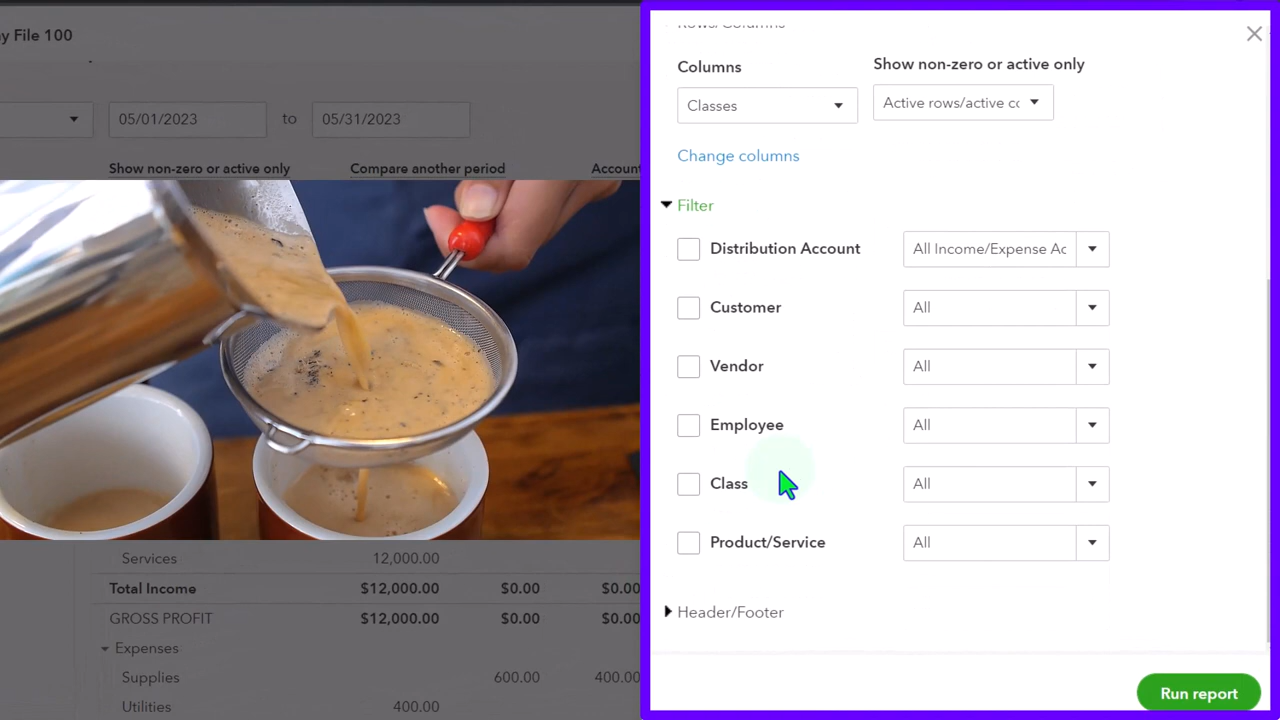 y File 100
05/01/2023 to 05/31/2023
Show non-zero or active only Compare another period Account
Services 12,000.00
Total Income $12,000.00 $0.00 $0.00
GROSS PROFIT $12,000.00 $0.00 $0.00
Expenses
Supplies 600.00 400.00
Utilities 400.00
Rows/Columns
Columns Show non-zero or active only
Classes Active rows/active cc
Change columns
Filter
Distribution Account All Income/Expense Ac
Customer All
Vendor All
Employee All
Class All
Product/Service All
Header/Footer
Run report